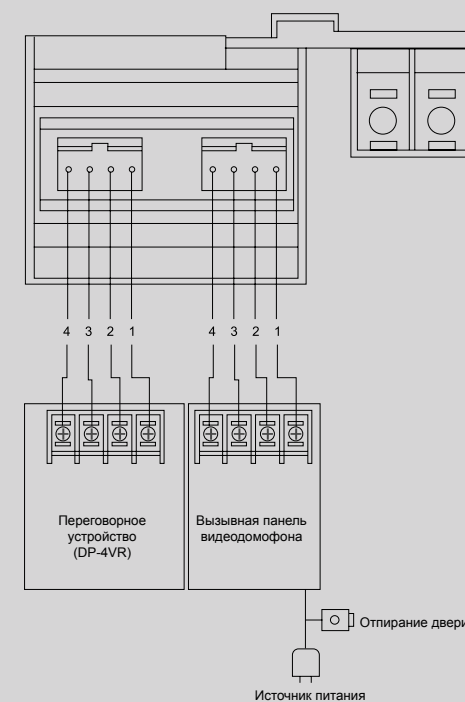 4 3 2 1
4 3 2 1
Переговорное
устройство
(DP-4VR)
Вызывная панель
видеодомофона
Отпирание двери
Источник питания